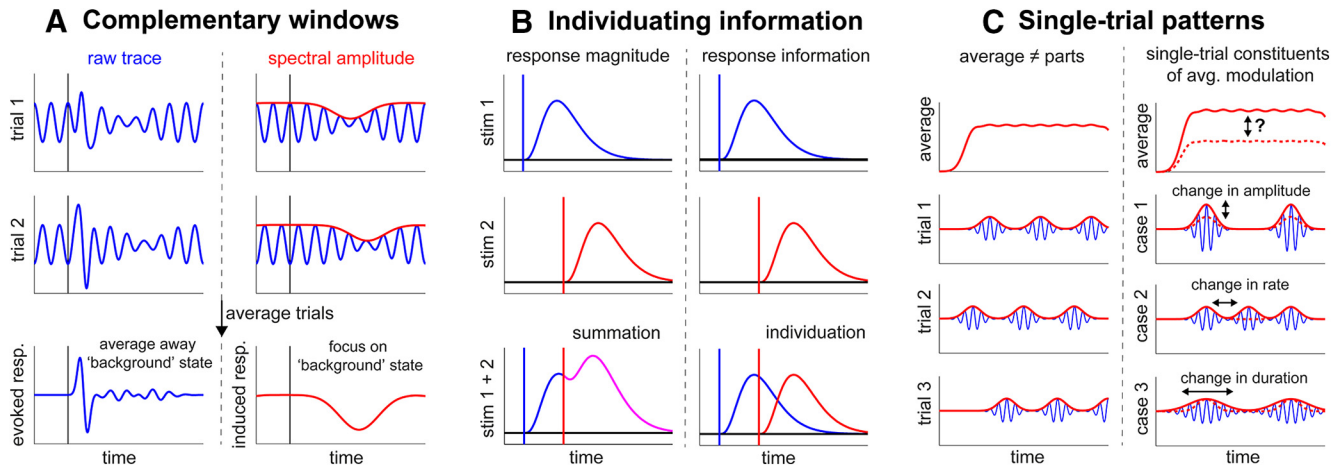 A Complementary windows
raw trace
spectral amplitude
trial 1
trial 2
average trials
evoked resp.
average away
'background' state
induced resp.
focus on
'background' state
time
time
B Individuating information
response magnitude
response information
stim 1
stim 2
stim 1 + 2
summation
individuation
time
time
C Single-trial patterns
average ≠ parts
single-trial constituents
of avg. modulation
average
average
?
trial 1
case 1
change in amplitude
trial 2
case 2
change in rate
trial 3
case 3
change in duration
time
time